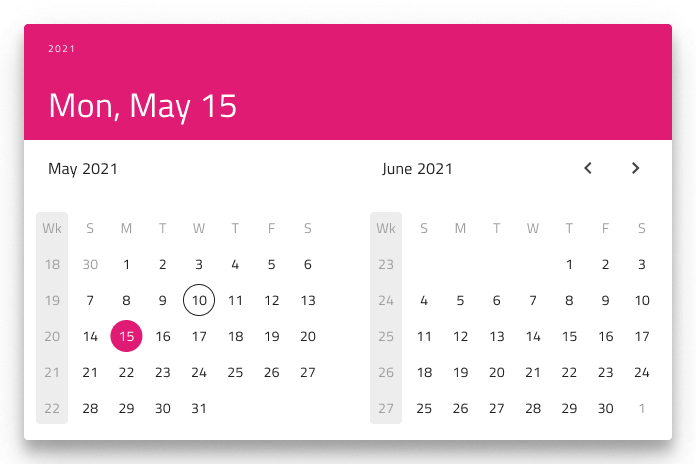 2021
Mon, May 15
May 2021
Wk S M T W T F S
18 30 1 2 3 4 5 6
19 7 8 9 10 11 12 13
20 14 15 16 17 18 19 20
21 21 22 23 24 25 26 27
22 28 29 30 31
June 2021
Wk S M T W T F S
23 1 2 3
24 4 5 6 7 8 9 10
25 11 12 13 14 15 16 17
26 18 19 20 21 22 23 24
27 25 26 27 28 29 30 1